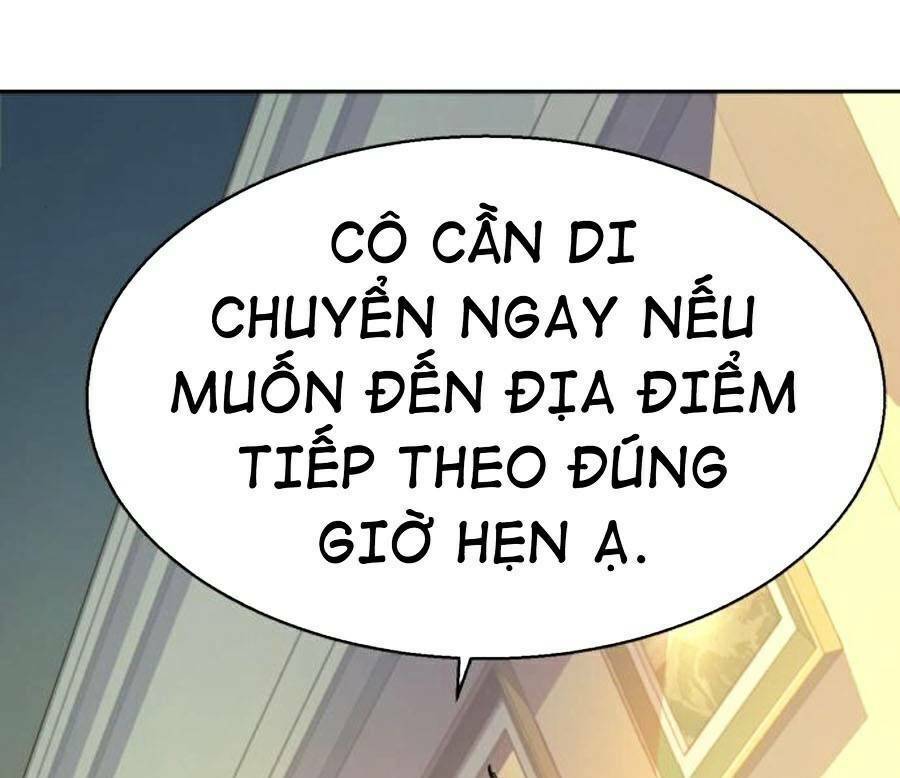 CÔ CẦN DI
CHUYỂN NGAY NẾU
MUỐN ĐẾN ĐỊA ĐIỂM
TIẾP THEO ĐÚNG
GIỜ HẸN Ạ.